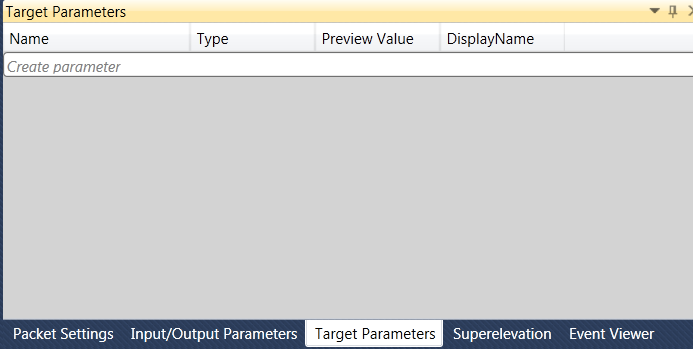 Target Parameters
Name Type Preview Value DisplayName
Create parameter
Packet Settings Input/Output Parameters Target Parameters Superelevation Event Viewer